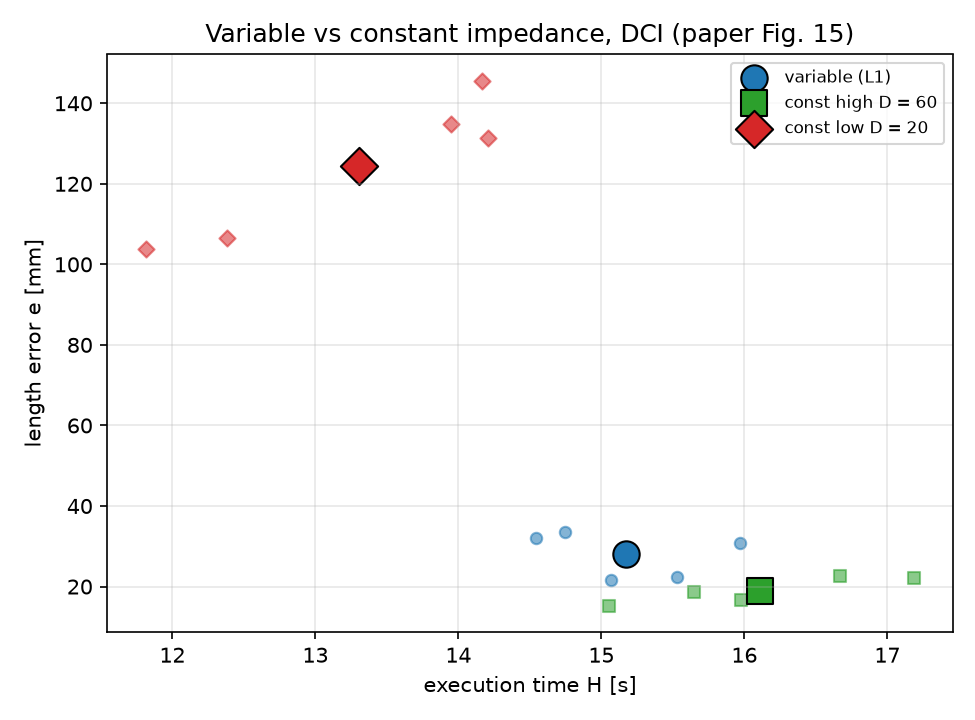 Variable vs constant impedance, DCI (paper Fig. 15)
variable (L1)
const high D = 60
const low D = 20
length error e [mm]
140
120
100
80
60
40
20
12 13 14 15 16 17
execution time H [s]